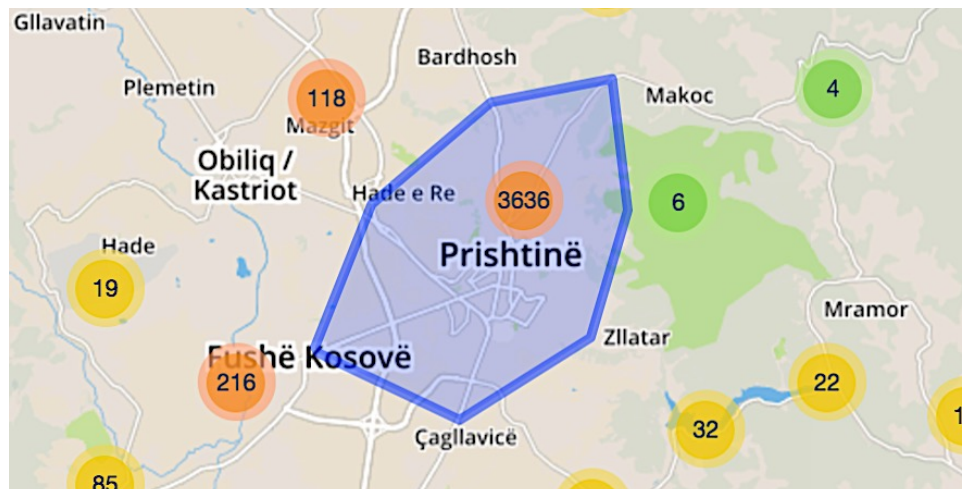 Gllavatin
Bardhosh
Plemetin
118
Mazgit
Makoc
4
Obiliq /
Kastriot
Hade e Re
3636
6
Hade
Prishtinë
19
Mramor
Zllatar
Fushë Kosovë
216
22
32
Çagllavicë
85